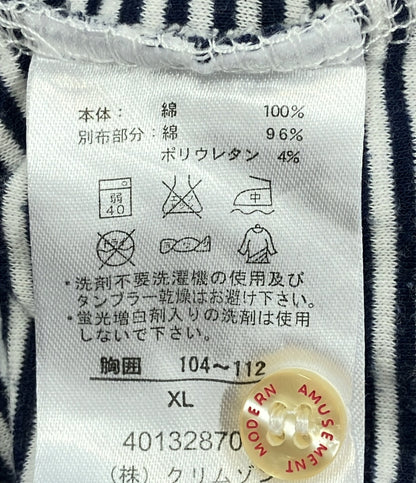 本体: 綿 100%
別布部分: 綿 96%
ポリウレタン 4%
弱
40
中
・洗剤不要洗濯機の使用及び
タンブラー乾燥はお避け下さい。
・蛍光増白剤入りの洗剤は使用
しないで下さい。
胸囲 104~112
XL
40132870
(株) クリムゾン
MODERN AMUSEMENT